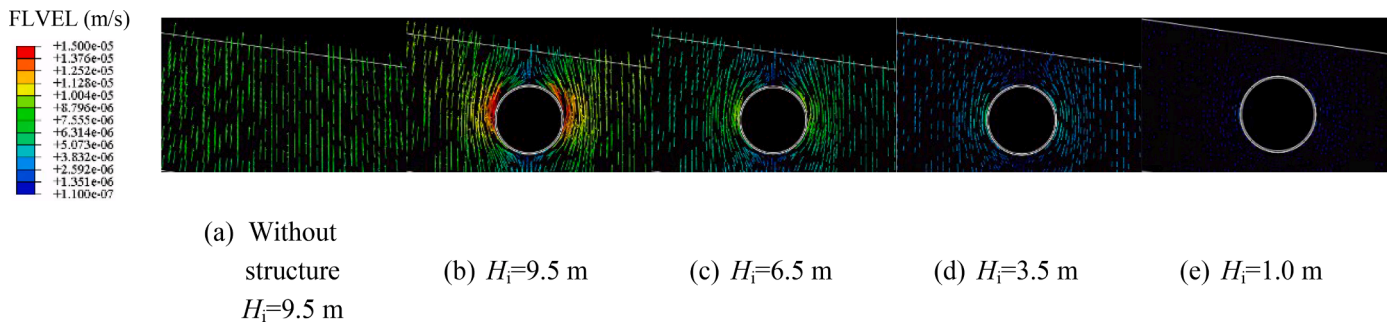 FLVEL (m/s)
+1.500e-05
+1.376e-05
+1.252e-05
+1.128e-05
+1.004e-05
+8.796e-06
+7.555e-06
+6.314e-06
+5.073e-06
+3.832e-06
+2.592e-06
+1.351e-06
+1.100e-07
(a) Without
structure
Hi=9.5 m
(b) Hi=9.5 m
(c) Hi=6.5 m
(d) Hi=3.5 m
(e) Hi=1.0 m